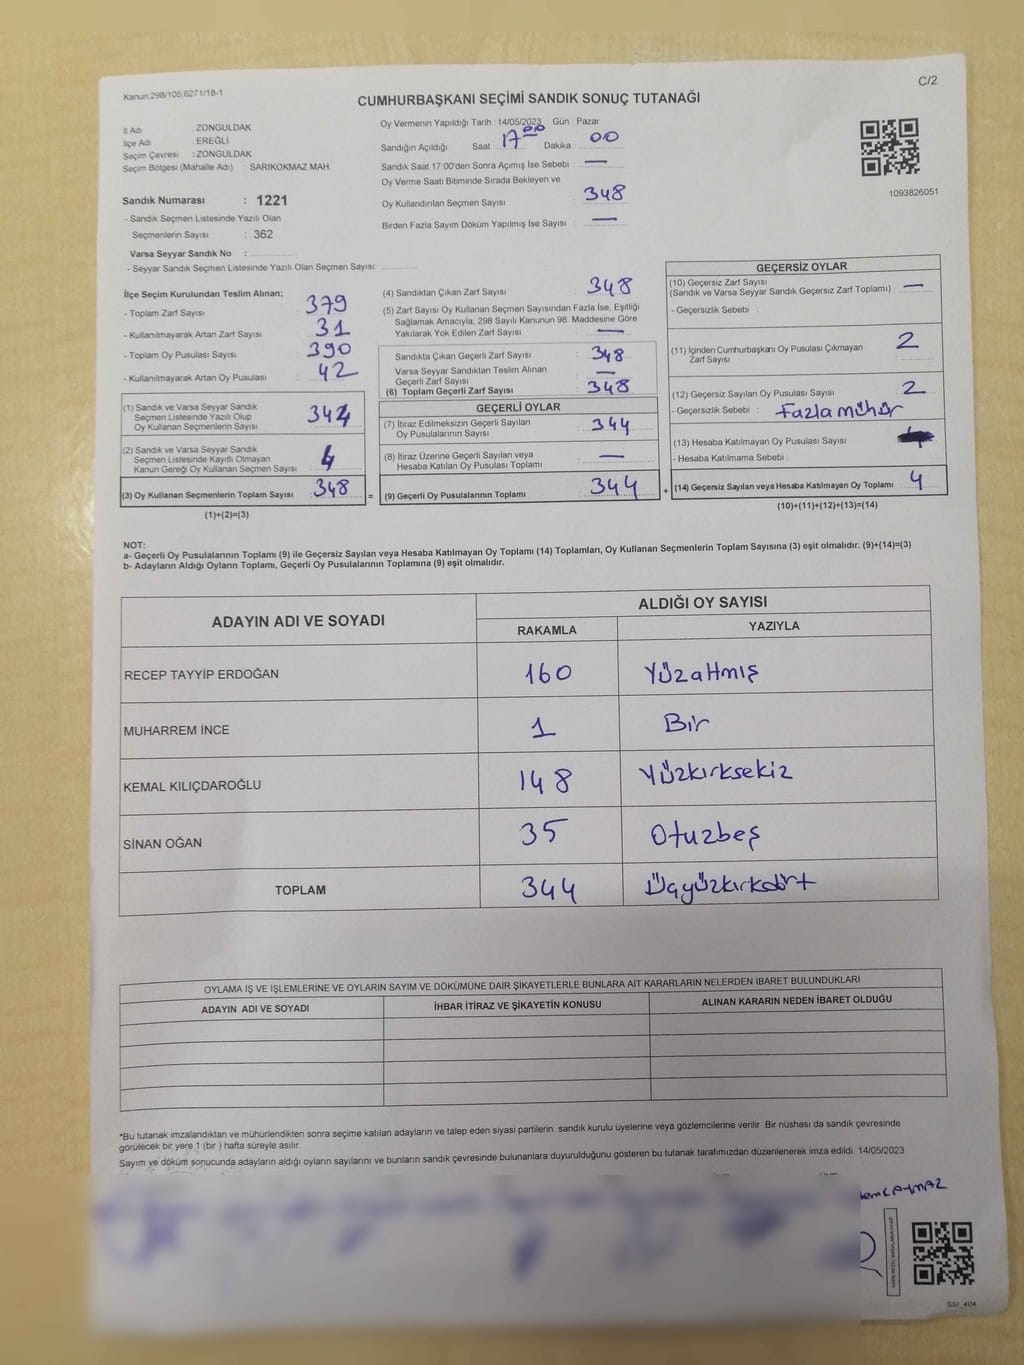 Kanun 298/105,6271/18-1
C/2
CUMHURBAŞKANI SEÇİMİ SANDIK SONUÇ TUTANAĞI
İl Adı : ZONGULDAK
İlçe Adı : EREĞLİ
Seçim Çevresi : ZONGULDAK
Seçim Bölgesi (Mahalle Adı) : SARIKOKMAZ MAH.
Sandık Numarası : 1221
- Sandık Seçmen Listesinde Yazılı Olan
Seçmenlerin Sayısı : 362
Varsa Seyyar Sandık No :
- Seyyar Sandık Seçmen Listesinde Yazılı Olan Seçmen Sayısı:
Oy Vermenin Yapıldığı Tarih : 14/05/2023 Gün : Pazar
Sandığın Açıldığı Saat : 17.00 Dakika : 00
Sandık Saat 17:00'den Sonra Açımış İse Sebebi : —
Oy Verme Saati Bitiminde Sırada Bekleyen ve
Oy Kullandırılan Seçmen Sayısı : 348
Birden Fazla Sayım Döküm Yapılmış İse Sayısı : —
1093826051
İlçe Seçim Kurulundan Teslim Alınan;
- Toplam Zarf Sayısı : 379
- Kullanılmayarak Artan Zarf Sayısı : 31
- Toplam Oy Pusulası Sayısı : 390
- Kullanılmayarak Artan Oy Pusulası : 42
(1) Sandık ve Varsa Seyyar Sandık
Seçmen Listesinde Yazılı Olup
Oy Kullanan Seçmenlerin Sayısı : 344
(2) Sandık ve Varsa Seyyar Sandık
Seçmen Listesinde Kayıtlı Olmayan
Kanun Gereği Oy Kullanan Seçmen Sayısı : 4
(3) Oy Kullanan Seçmenlerin Toplam Sayısı : 348 =
(1)+(2)=(3)
(4) Sandıktan Çıkan Zarf Sayısı : 348
(5) Zarf Sayısı Oy Kullanan Seçmen Sayısından Fazla İse, Eşitliği
Sağlamak Amacıyla; 298 Sayılı Kanunun 98. Maddesine Göre
Yakılarak Yok Edilen Zarf Sayısı : —
Sandıkta Çıkan Geçerli Zarf Sayısı : 348
Varsa Seyyar Sandıktan Teslim Alınan
Geçerli Zarf Sayısı : —
(6) Toplam Geçerli Zarf Sayısı : 348
GEÇERLİ OYLAR
(7) İtiraz Edilmeksizin Geçerli Sayılan
Oy Pusulalarının Sayısı : 344
(8) İtiraz Üzerine Geçerli Sayılan veya
Hesaba Katılan Oy Pusulası Toplamı : —
(9) Geçerli Oy Pusulalarının Toplamı : 344 +
GEÇERSİZ OYLAR
(10) Geçersiz Zarf Sayısı
(Sandık ve Varsa Seyyar Sandık Geçersiz Zarf Toplamı) : —
- Geçersizlik Sebebi :
(11) İçinden Cumhurbaşkanı Oy Pusulası Çıkmayan
Zarf Sayısı : 2
(12) Geçersiz Sayılan Oy Pusulası Sayısı : 2
- Geçersizlik Sebebi : Fazla mühür
(13) Hesaba Katılmayan Oy Pusulası Sayısı :
- Hesaba Katılmama Sebebi :
(14) Geçersiz Sayılan veya Hesaba Katılmayan Oy Toplamı : 4
(10)+(11)+(12)+(13)=(14)
NOT:
a- Geçerli Oy Pusulalarının Toplamı (9) ile Geçersiz Sayılan veya Hesaba Katılmayan Oy Toplamı (14) Toplamları, Oy Kullanan Seçmenlerin Toplam Sayısına (3) eşit olmalıdır. (9)+(14)=(3)
b- Adayların Aldığı Oyların Toplamı, Geçerli Oy Pusulalarının Toplamına (9) eşit olmalıdır.
ADAYIN ADI VE SOYADI ALDIĞI OY SAYISI
RAKAMLA YAZIYLA
RECEP TAYYİP ERDOĞAN 160 Yüzaltmış
MUHARREM İNCE 1 Bir
KEMAL KILIÇDAROĞLU 148 Yüzkırksekiz
SİNAN OĞAN 35 Otuzbeş
TOPLAM 344 Üçyüzkırkdört
OYLAMA İŞ VE İŞLEMLERİNE VE OYLARIN SAYIM VE DÖKÜMÜNE DAİR ŞİKAYETLERLE BUNLARA AİT KARARLARIN NELERDEN İBARET BULUNDUKLARI
ADAYIN ADI VE SOYADI İHBAR İTİRAZ VE ŞİKAYETİN KONUSU ALINAN KARARIN NEDEN İBARET OLDUĞU
*Bu tutanak imzalandıktan ve mühürlendikten sonra seçime katılan adayların ve talep eden siyasi partilerin sandık kurulu üyelerine veya gözlemcilerine verilir. Bir nüshası da sandık çevresinde
görülecek bir yere 1 (bir) hafta süreyle asılır.
Sayım ve döküm sonucunda adayların aldığı oyların sayılarını ve bunların sandık çevresinde bulunanlara duyurulduğunu gösteren bu tutanak tarafımızdan düzenlenerek imza edildi. 14/05/2023
SSI_404